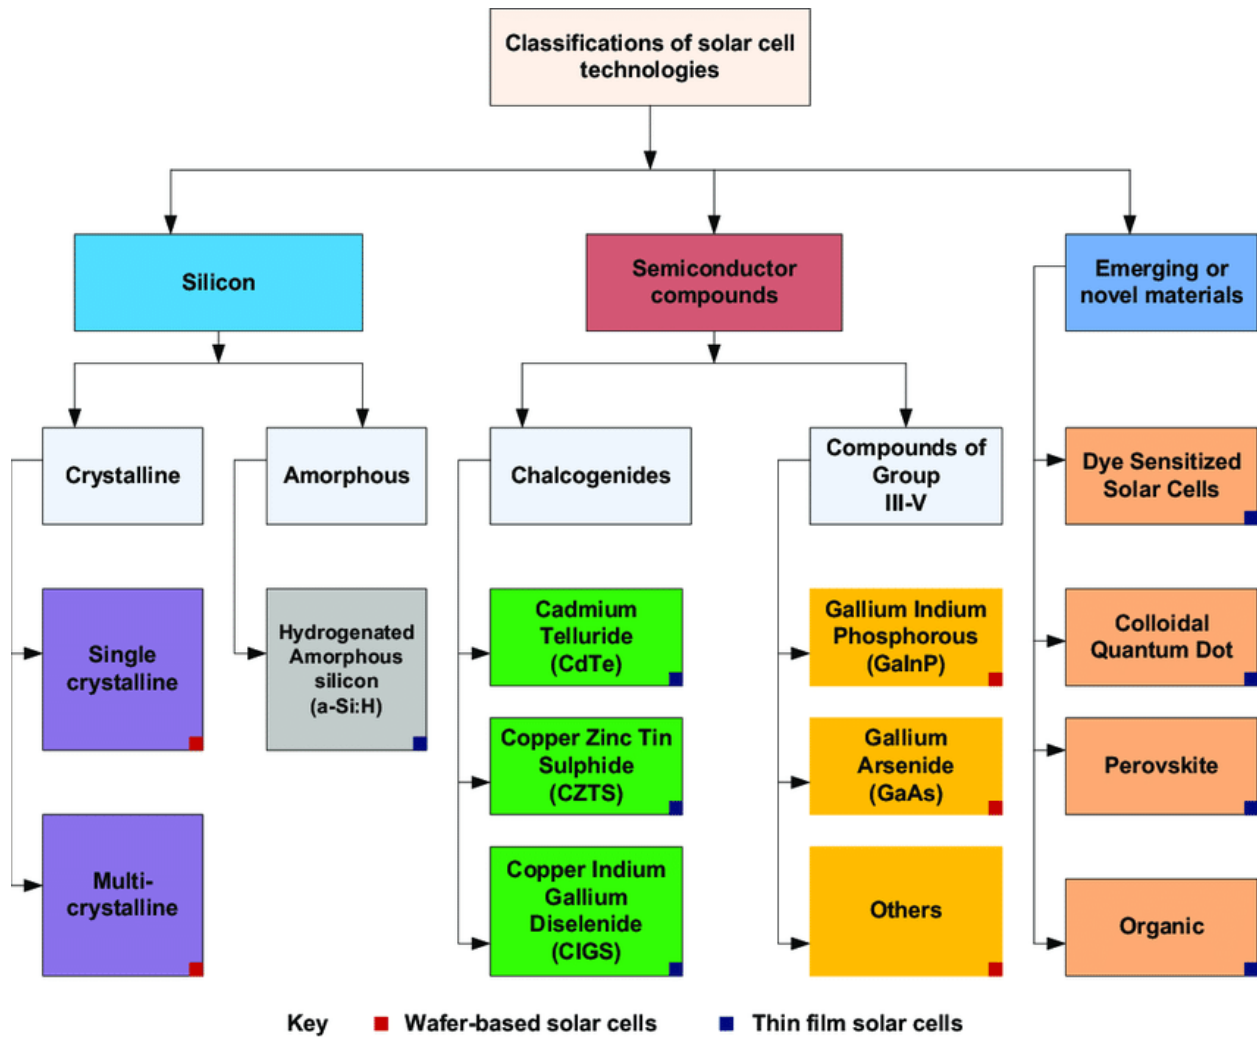 Classifications of solar cell
technologies
Silicon
Semiconductor
compounds
Emerging or
novel materials
Crystalline
Amorphous
Chalcogenides
Compounds of
Group
III-V
Dye Sensitized
Solar Cells
Single
crystalline
Hydrogenated
Amorphous
silicon
(a-Si:H)
Cadmium
Telluride
(CdTe)
Gallium Indium
Phosphorous
(GaInP)
Colloidal
Quantum Dot
Copper Zinc Tin
Sulphide
(CZTS)
Gallium
Arsenide
(GaAs)
Perovskite
Multi-
crystalline
Copper Indium
Gallium
Diselenide
(CIGS)
Others
Organic
Key
Wafer-based solar cells
Thin film solar cells